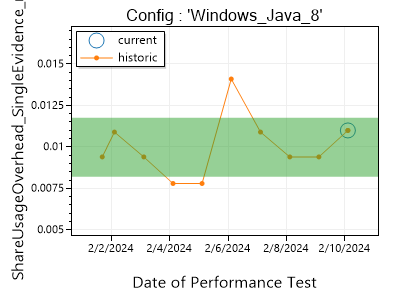 Config : 'Windows_Java_8'
current
historic
0.015
0.0125
0.01
0.0075
0.005
ShareUsageOverhead_SingleEvidence_
2/2/2024
2/4/2024
2/6/2024
2/8/2024
2/10/2024
Date of Performance Test